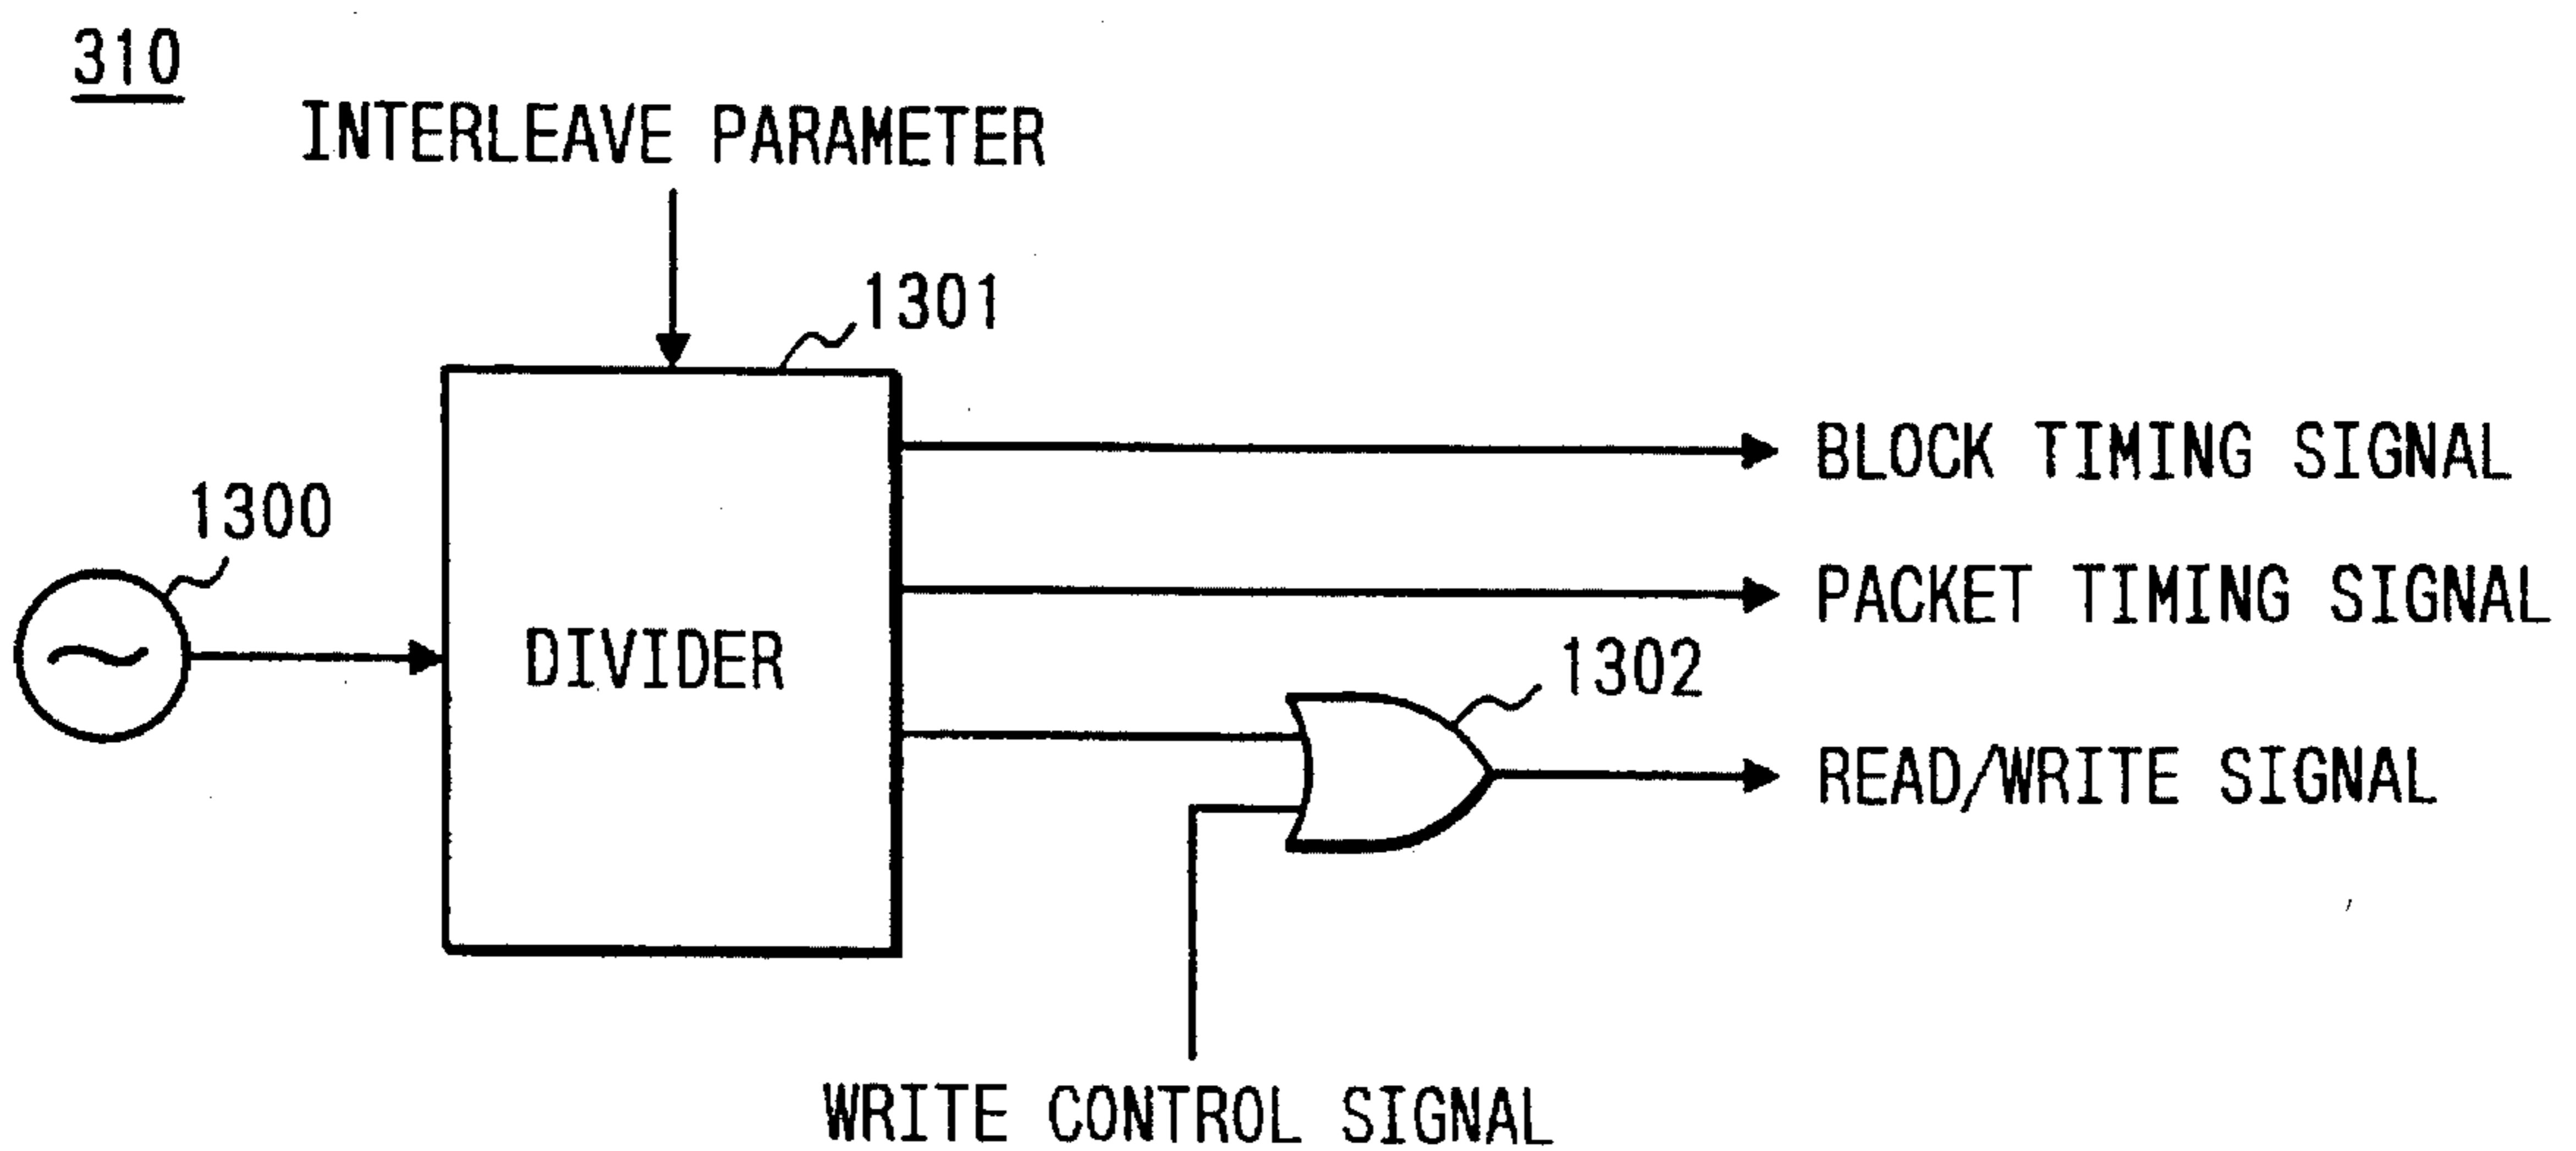 310
INTERLEAVE PARAMETER
1301
BLOCK TIMING SIGNAL
1300
PACKET TIMING SIGNAL
DIVIDER
1302
READ/WRITE SIGNAL
WRITE CONTROL SIGNAL